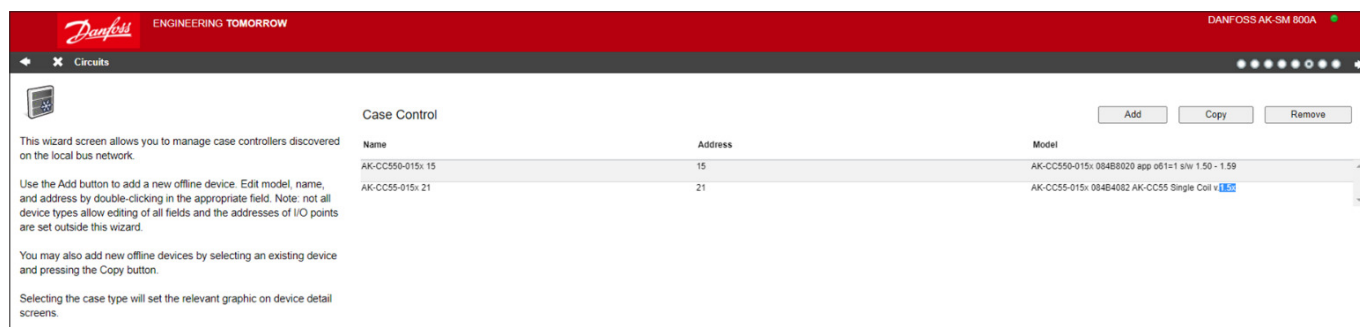 Danfoss
ENGINEERING TOMORROW
DANFOSS AK-SM 800A
Circuits
This wizard screen allows you to manage case controllers discovered
on the local bus network.
Use the Add button to add a new offline device. Edit model, name,
and address by double-clicking in the appropriate field. Note: not all
device types allow editing of all fields and the addresses of I/O points
are set outside this wizard.
You may also add new offline devices by selecting an existing device
and pressing the Copy button.
Selecting the case type will set the relevant graphic on device detail
screens.
Case Control
Add Copy Remove
Name Address Model
AK-CC550-015x 15 15 AK-CC550-015x 084B8020 app o61=1 s/w 1.50 - 1.59
AK-CC55-015x 21 21 AK-CC55-015x 084B4082 AK-CC55 Single Coil v.1.5x